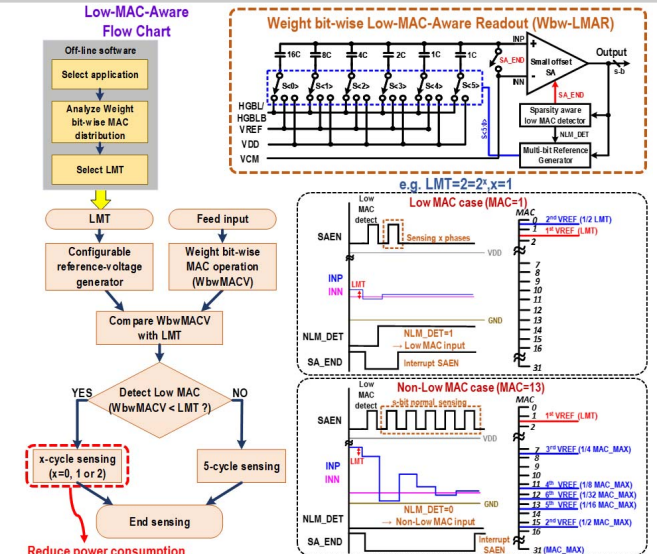 Low-MAC-Aware
Flow Chart
Off-line software
Select application
Analyze Weight
bit-wise MAC
distribution
Select LMT
LMT
Feed input
Configurable
reference-voltage
generator
Weight bit-wise
MAC operation
(WbwMACV)
Compare WbwMACV
with LMT
YES
Detect Low MAC
(WbwMACV < LMT ?)
NO
x-cycle sensing
(x=0, 1 or 2)
5-cycle sensing
End sensing
Reduce power consumption
Weight bit-wise Low-MAC-Aware Readout (Wbw-LMAR)
16C
8C
4C
2C
1C
1C
S<0>
S<1>
S<2>
S<3>
S<4>
S<5>
HGBL/
HGBLB
VREF
VDD
VCM
INP
INN
SA_END
Small offset
SA
Output
s-b
SA_END
Sparsity aware
low MAC detector
NLM_DET
Multi-bit Reference
Generator
S<5:0>
e.g. LMT=2=2ˣ,x=1
Low MAC case (MAC=1)
Low
MAC
detect
SAEN
Sensing x phases
VDD
INP
INN
LMT
GND
NLM_DET
NLM_DET=1
→ Low MAC input
SA_END
Interrupt SAEN
MAC
0
1
2
7
8
9
10
11
12
13
14
15
16
31
2nd VREF (1/2 LMT)
1st VREF (LMT)
Non-Low MAC case (MAC=13)
Low
MAC
detect
s-bit normal sensing
SAEN
VDD
INP
INN
LMT
GND
NLM_DET
NLM_DET=0
→ Non-Low MAC input
SA_END
Interrupt
SAEN
MAC
0
1
2
7
8
9
10
11
12
13
14
15
16
31 (MAC_MAX)
1st VREF (LMT)
3rd VREF (1/4 MAC_MAX)
4th VREF (1/8 MAC_MAX)
6th VREF (1/32 MAC_MAX)
5th VREF (1/16 MAC_MAX)
2nd VREF (1/2 MAC_MAX)